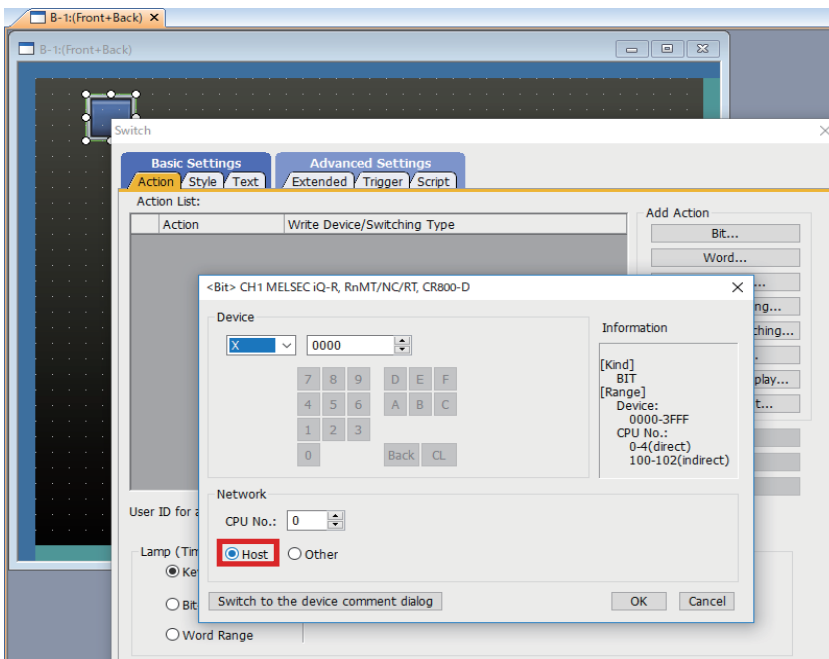 B-1:(Front+Back)
B-1:(Front+Back)
Switch
Basic Settings Advanced Settings
Action Style Text Extended Trigger Script
Action List:
Action Write Device/Switching Type
Add Action
Bit...
Word...
...
ng...
ching...
.
play...
t...
<Bit> CH1 MELSEC iQ-R, RnMT/NC/RT, CR800-D
Device
X 0000
7 8 9 D E F
4 5 6 A B C
1 2 3
0 Back CL
Information
[Kind]
BIT
[Range]
Device:
0000-3FFF
CPU No.:
0-4(direct)
100-102(indirect)
Network
CPU No.: 0
Host Other
Switch to the device comment dialog OK Cancel
User ID for
Lamp (Tim
Ke
Bit
Word Range